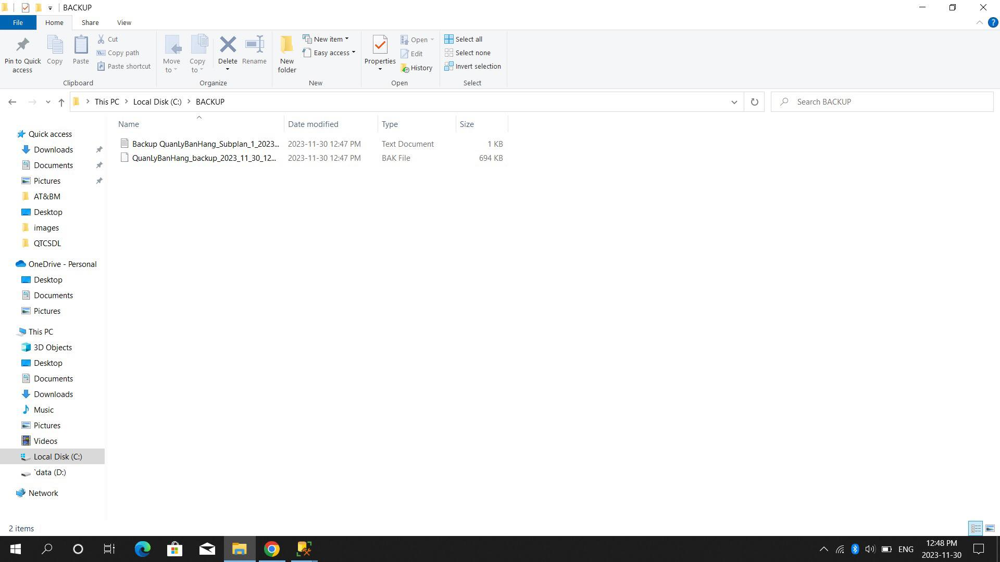 BACKUP
File Home Share View
Pin to Quick access
Copy
Paste
Cut
Copy path
Paste shortcut
Clipboard
Move to
Copy to
Delete
Rename
Organize
New folder
New item
Easy access
New
Properties
Open
Edit
History
Open
Select all
Select none
Invert selection
Select
This PC > Local Disk (C:) > BACKUP
Search BACKUP
Name Date modified Type Size
Backup QuanLyBanHang_Subplan_1_2023... 2023-11-30 12:47 PM Text Document 1 KB
QuanLyBanHang_backup_2023_11_30_12... 2023-11-30 12:47 PM BAK File 694 KB
Quick access
Downloads
Documents
Pictures
AT&BM
Desktop
images
QTCSDL
OneDrive - Personal
Desktop
Documents
Pictures
This PC
3D Objects
Desktop
Documents
Downloads
Music
Pictures
Videos
Local Disk (C:)
`data (D:)
Network
2 items
ENG
12:48 PM
2023-11-30